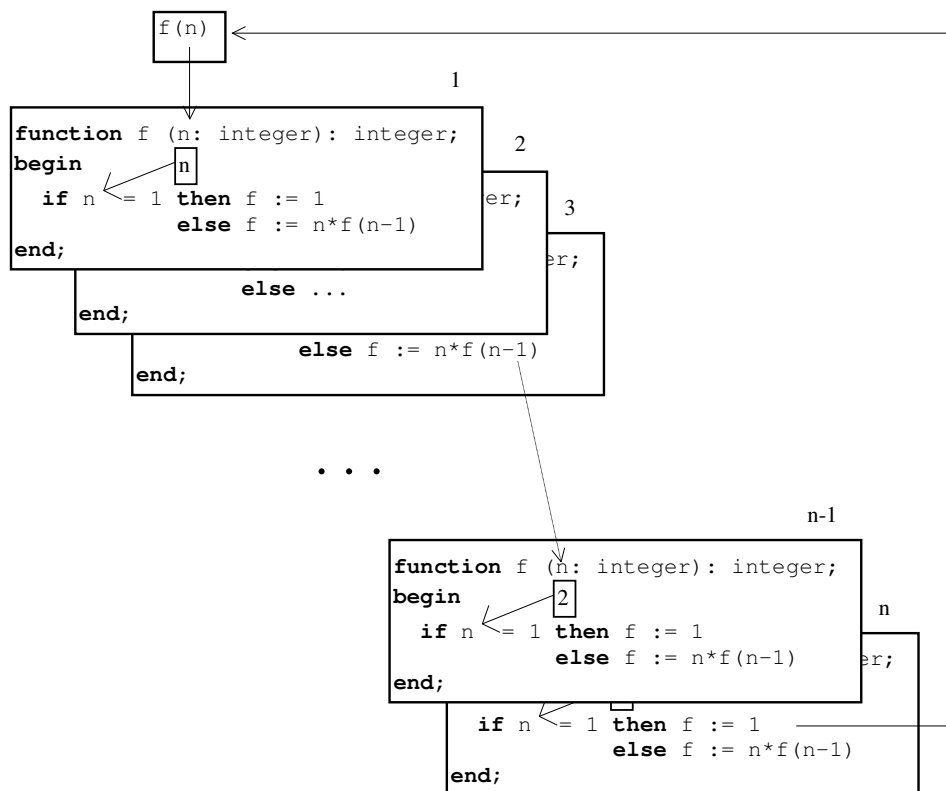 f(n)
1
function f (n: integer): integer;
begin
n
if n <= 1 then f := 1
else f := n*f(n-1)
end;
2
er;
else ...
end;
3
er;
else f := n*f(n-1)
end;
. . .
n-1
function f (n: integer): integer;
begin
2
if n <= 1 then f := 1
else f := n*f(n-1)
end;
n
er;
if n <= 1 then f := 1
else f := n*f(n-1)
end;